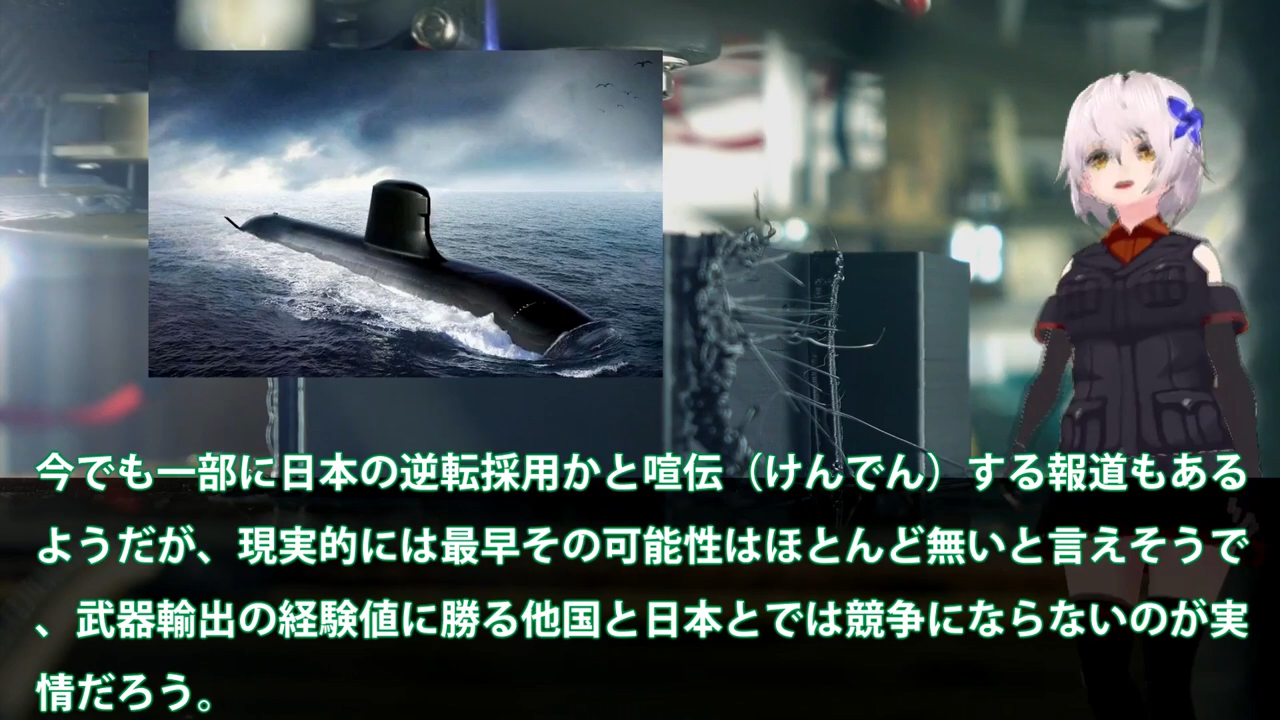 今でも一部に日本の逆転採用かと喧伝（けんでん）する報道もある
ようだが、現実的には最早その可能性はほとんど無いと言えそうで
、武器輸出の経験値に勝る他国と日本とでは競争にならないのが実
情だろう。